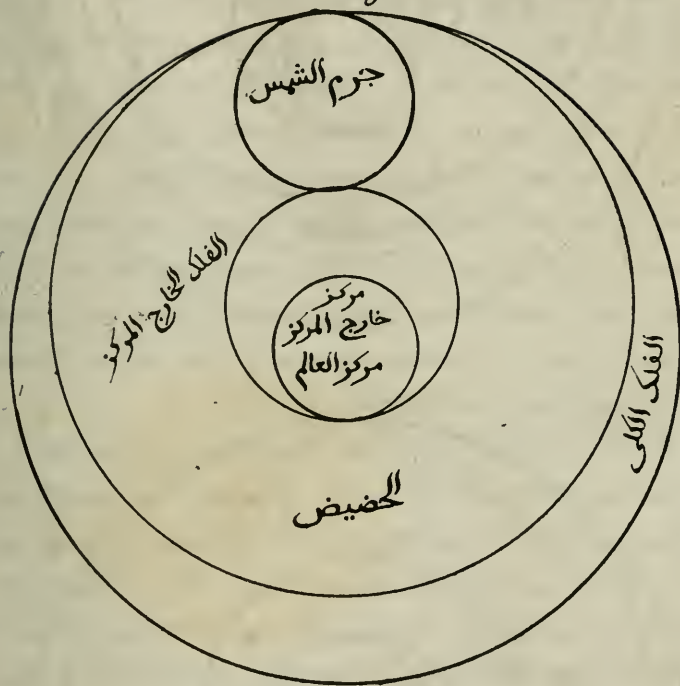 جرم الشمس
الفلك الخارج المركز
مركز
خارج المركز
مركز العالم
الفلك الكلى
الحضيض